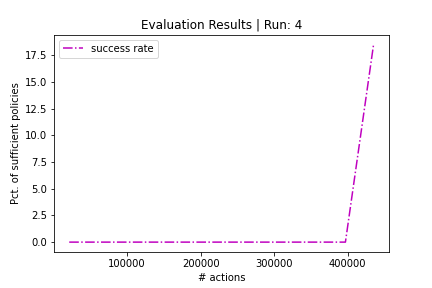 Evaluation Results | Run: 4
success rate
Pct. of sufficient policies
17.5
15.0
12.5
10.0
7.5
5.0
2.5
0.0
100000 200000 300000 400000
# actions